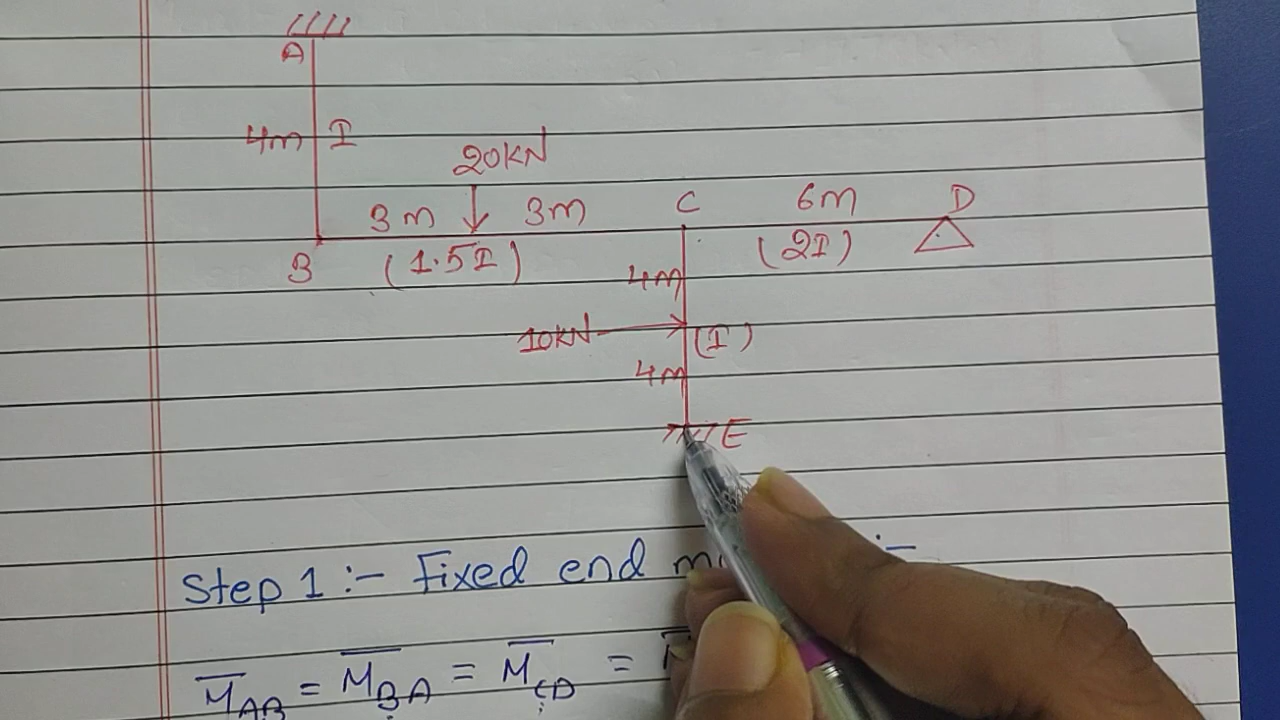 A
4m I
20KN
3m 3m C 6m D
B (1.5I) (2I)
4m
10KN (I)
4m
E
Step 1 :- Fixed end :-
M̅AB = M̅BA = M̅CD =